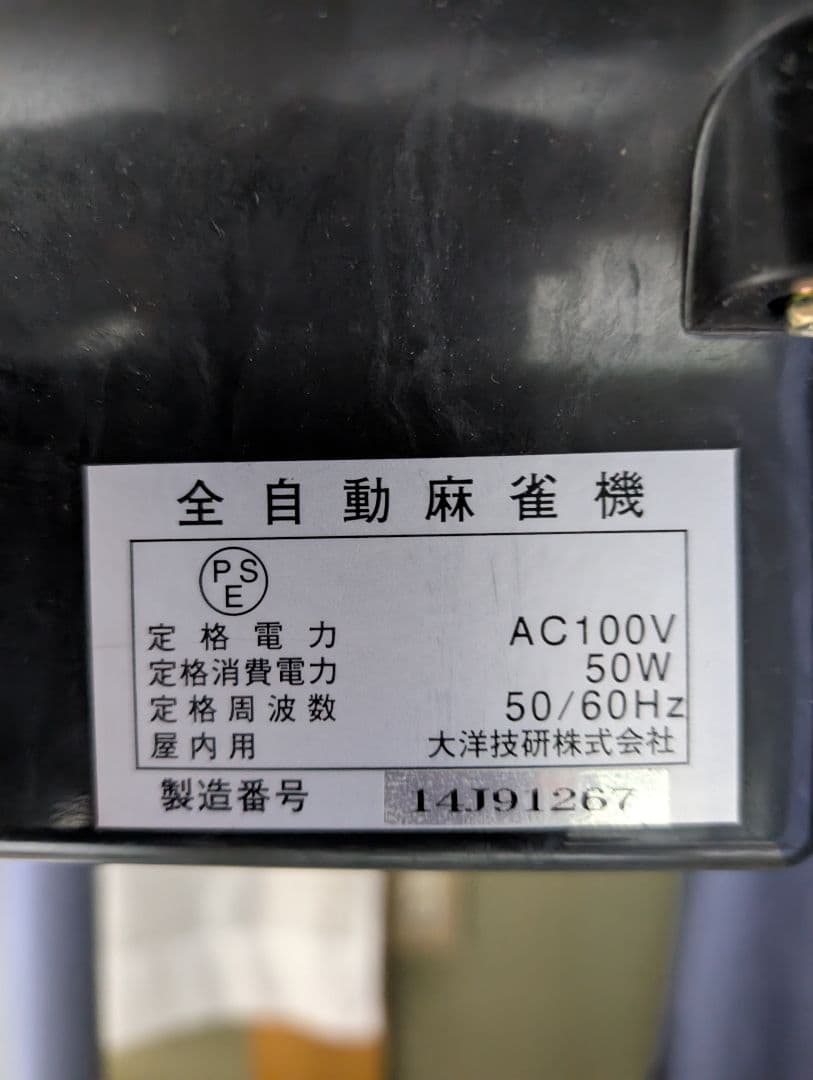 全自動麻雀機
PSE
定格電力 AC100V
定格消費電力 50W
定格周波数 50/60Hz
屋内用 大洋技研株式会社
製造番号 14J91267